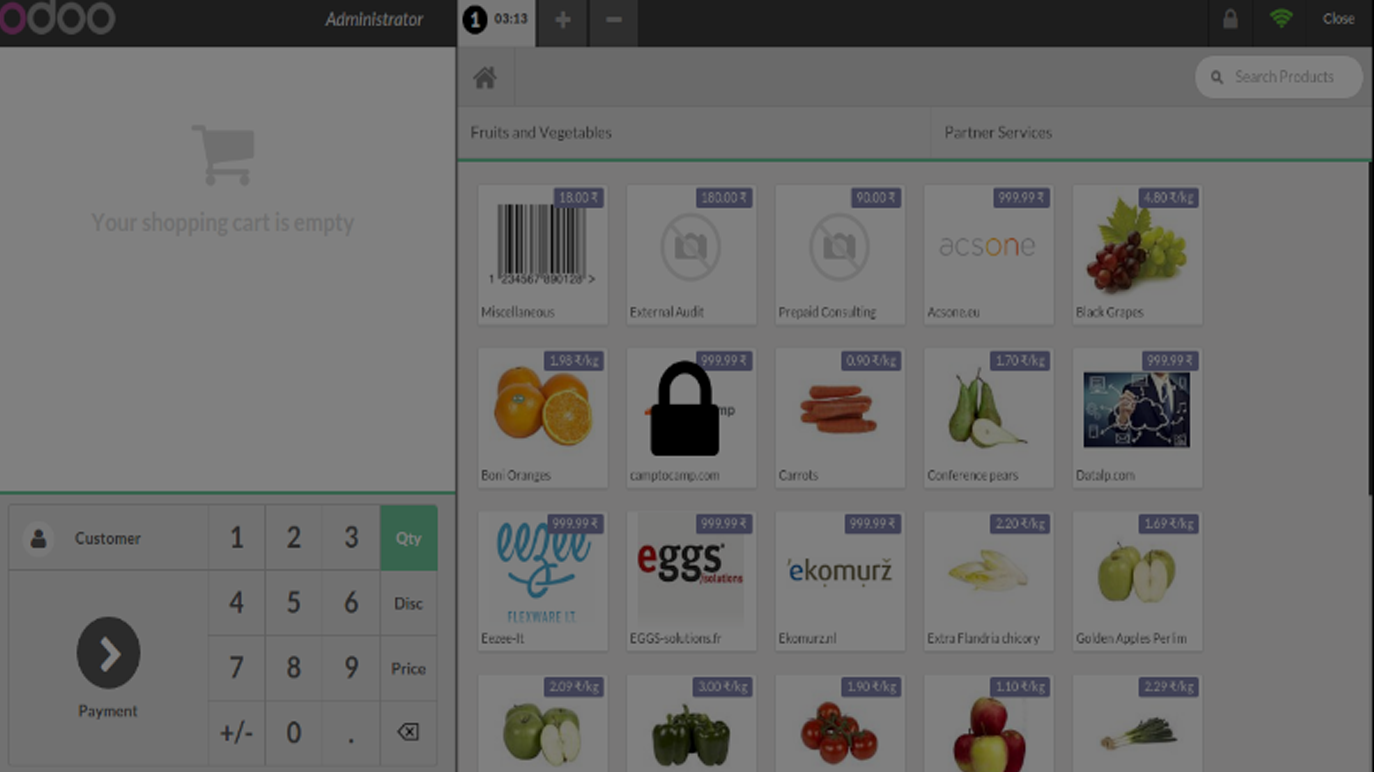 odoo
Administrator
1 03:13 + −
Close
Your shopping cart is empty
Search Products
Fruits and Vegetables
Partner Services
18.00 ₹
1 234567 890128 >
Miscellaneous
180.00 ₹
External Audit
90.00 ₹
Prepaid Consulting
999.99 ₹
acsone
Acsone.eu
4.80 ₹/kg
Black Grapes
1.98 ₹/kg
Boni Oranges
999.99 ₹
mp
camptocamp.com
0.90 ₹/kg
Carrots
1.70 ₹/kg
Conference pears
999.99 ₹
Datalp.com
999.99 ₹
eezee
FLEXWARE I.T.
Eezee-It
999.99 ₹
eggs
/solutions
EGGS-solutions.fr
999.99 ₹
'ekomurž
Ekomurz.nl
2.20 ₹/kg
Extra Flandria chicory
1.69 ₹/kg
Golden Apples Perlim
2.09 ₹/kg
3.00 ₹/kg
1.90 ₹/kg
1.10 ₹/kg
2.29 ₹/kg
Customer
1 2 3 Qty
4 5 6 Disc
7 8 9 Price
Payment
+/- 0 .